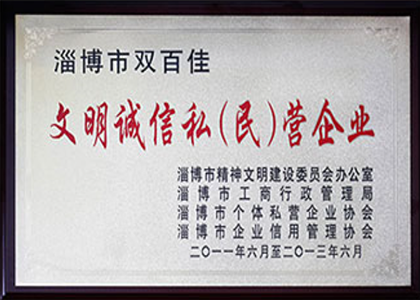 淄博市双百佳
文明诚信私(民)营企业
淄博市精神文明建设委员会办公室
淄博市工商行政管理局
淄博市个体私营企业协会
淄博市企业信用管理协会
二〇一一年六月至二〇一三年六月